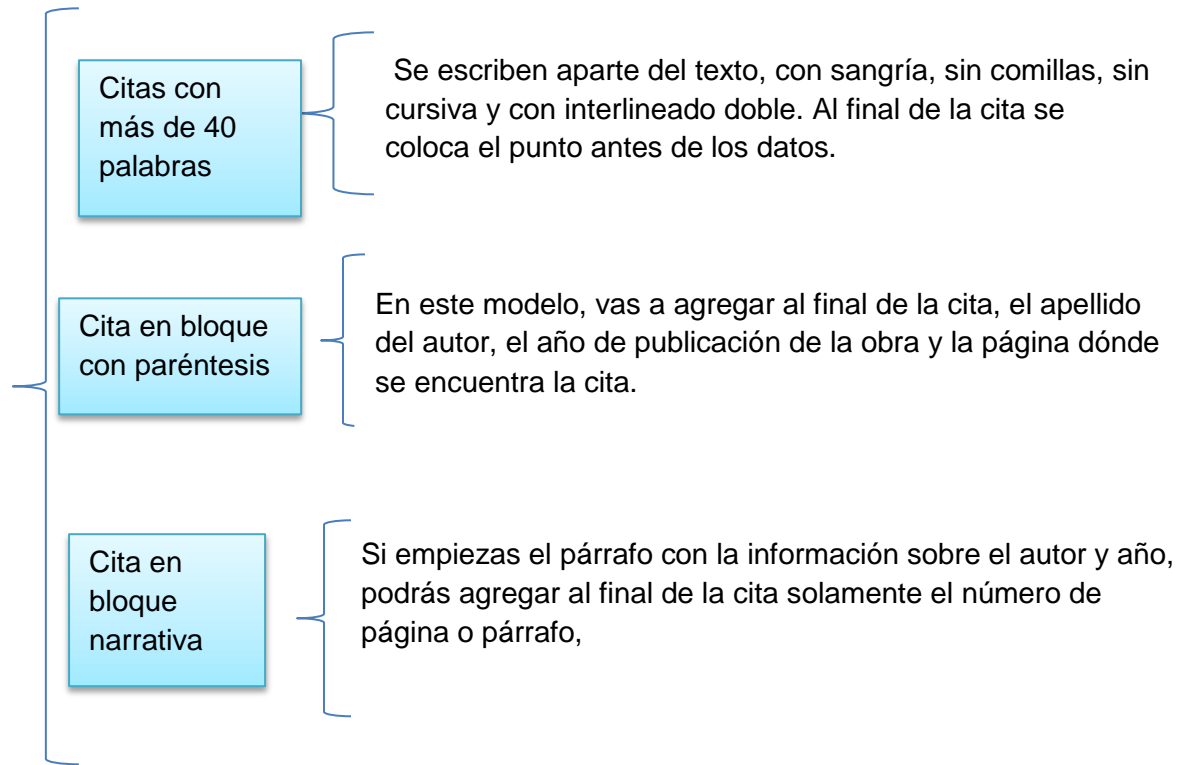 Citas con
más de 40
palabras
Se escriben aparte del texto, con sangría, sin comillas, sin
cursiva y con interlineado doble. Al final de la cita se
coloca el punto antes de los datos.
Cita en bloque
con paréntesis
En este modelo, vas a agregar al final de la cita, el apellido
del autor, el año de publicación de la obra y la página dónde
se encuentra la cita.
Cita en
bloque
narrativa
Si empiezas el párrafo con la información sobre el autor y año,
podrás agregar al final de la cita solamente el número de
página o párrafo,